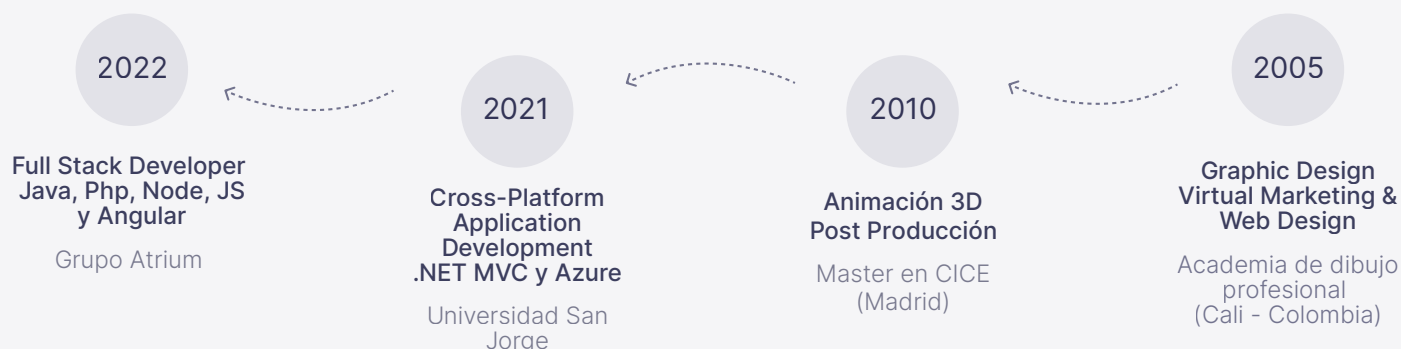 2022
Full Stack Developer
Java, Php, Node, JS
y Angular
Grupo Atrium
2021
Cross-Platform
Application
Development
.NET MVC y Azure
Universidad San
Jorge
2010
Animación 3D
Post Producción
Master en CICE
(Madrid)
2005
Graphic Design
Virtual Marketing &
Web Design
Academia de dibujo
profesional
(Cali - Colombia)